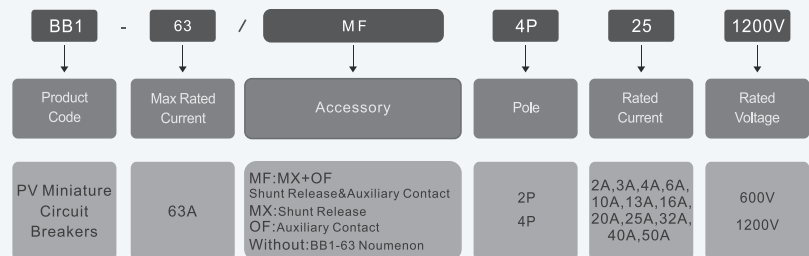 BB1 - 63 / MF 4P 25 1200V
Product Code
Max Rated Current
Accessory
Pole
Rated Current
Rated Voltage
PV Miniature
Circuit
Breakers
63A
MF:MX+OF
Shunt Release&Auxiliary Contact
MX:Shunt Release
OF:Auxiliary Contact
Without:BB1-63 Noumenon
2P
4P
2A,3A,4A,6A,
10A,13A,16A,
20A,25A,32A,
40A,50A
600V
1200V